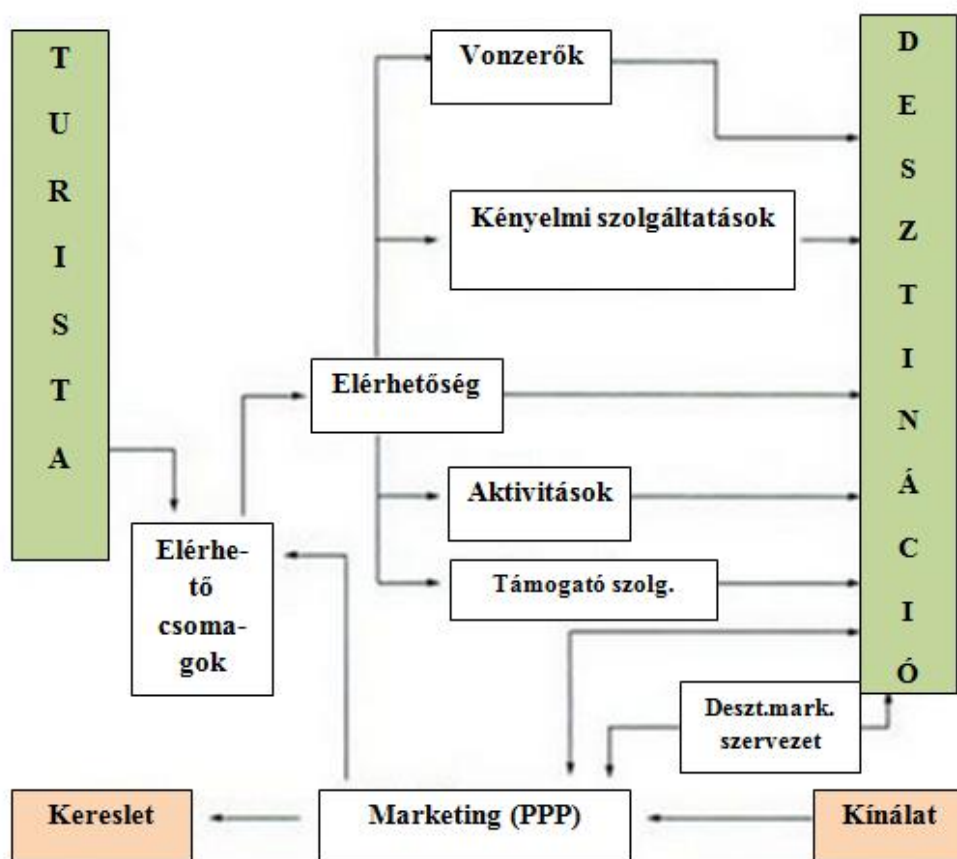 T
U
R
I
S
T
A
Vonzerők
Kényelmi szolgáltatások
Elérhetőség
Aktivitások
Támogató szolg.
Elérhe-
tő
csoma-
gok
Deszt.mark.
szervezet
D
E
S
Z
T
I
N
Á
C
I
Ó
Kereslet
Marketing (PPP)
Kínálat